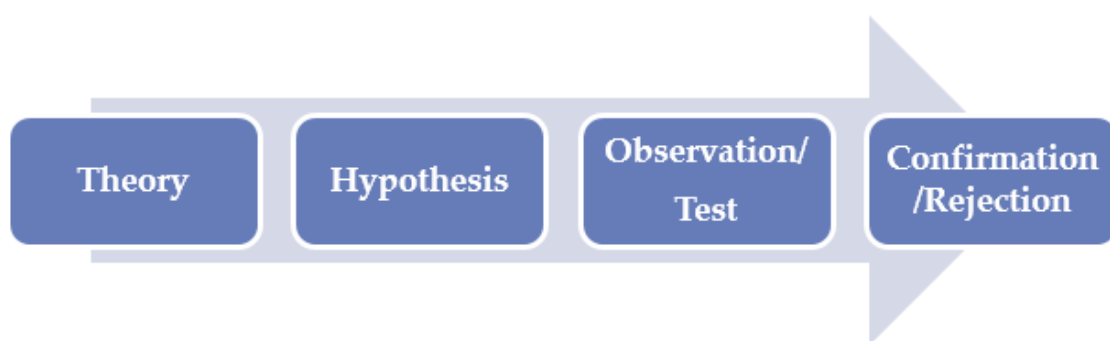 Theory
Hypothesis
Observation/
Test
Confirmation
/Rejection